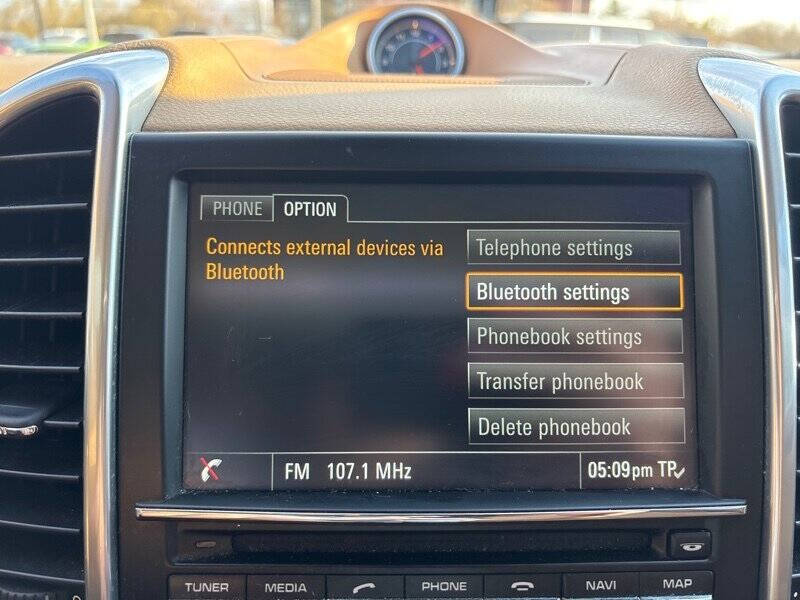 PHONE OPTION
Connects external devices via
Bluetooth
Telephone settings
Bluetooth settings
Phonebook settings
Transfer phonebook
Delete phonebook
FM 107.1 MHz 05:09pm TP
TUNER MEDIA PHONE NAVI MAP